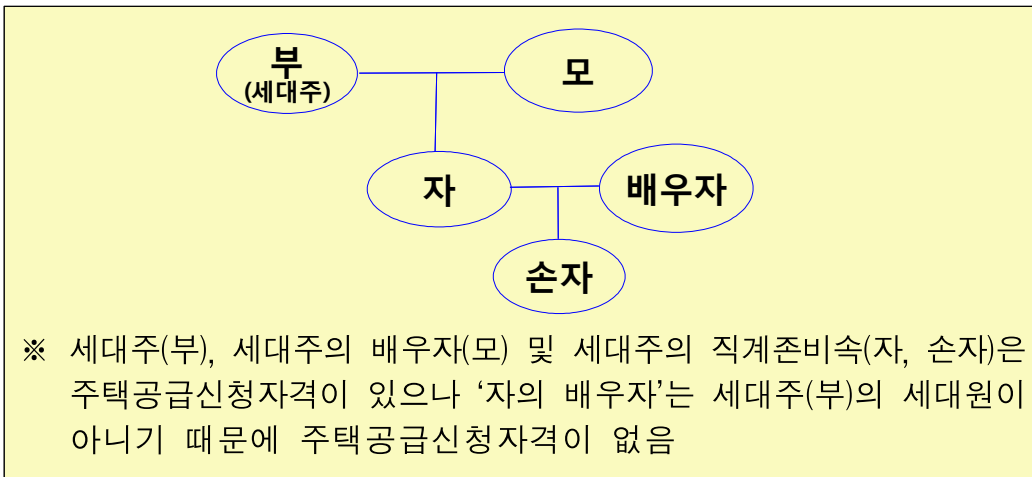 부
(세대주)
모
자
배우자
손자
※ 세대주(부), 세대주의 배우자(모) 및 세대주의 직계존비속(자, 손자)은
주택공급신청자격이 있으나 ‘자의 배우자’는 세대주(부)의 세대원이
아니기 때문에 주택공급신청자격이 없음